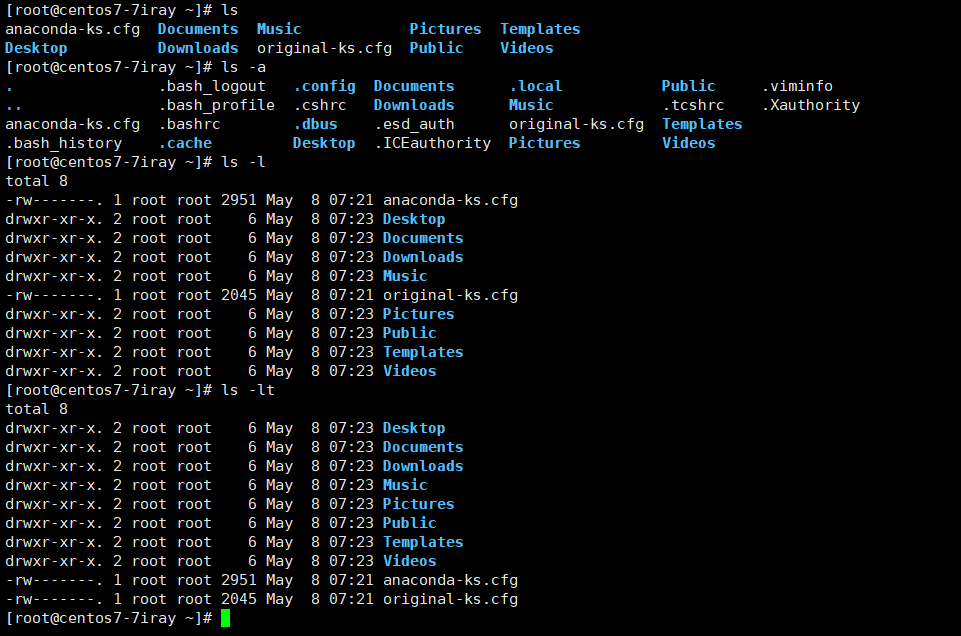 [root@centos7-7iray ~]# ls
anaconda-ks.cfg  Documents  Music            Pictures  Templates
Desktop          Downloads  original-ks.cfg  Public    Videos
[root@centos7-7iray ~]# ls -a
.                .bash_logout   .config  Documents     .local           Public     .viminfo
..               .bash_profile  .cshrc   Downloads     Music            .tcshrc    .Xauthority
anaconda-ks.cfg  .bashrc        .dbus    .esd_auth     original-ks.cfg  Templates
.bash_history    .cache         Desktop  .ICEauthority  Pictures         Videos
[root@centos7-7iray ~]# ls -l
total 8
-rw-------. 1 root root 2951 May  8 07:21 anaconda-ks.cfg
drwxr-xr-x. 2 root root    6 May  8 07:23 Desktop
drwxr-xr-x. 2 root root    6 May  8 07:23 Documents
drwxr-xr-x. 2 root root    6 May  8 07:23 Downloads
drwxr-xr-x. 2 root root    6 May  8 07:23 Music
-rw-------. 1 root root 2045 May  8 07:21 original-ks.cfg
drwxr-xr-x. 2 root root    6 May  8 07:23 Pictures
drwxr-xr-x. 2 root root    6 May  8 07:23 Public
drwxr-xr-x. 2 root root    6 May  8 07:23 Templates
drwxr-xr-x. 2 root root    6 May  8 07:23 Videos
[root@centos7-7iray ~]# ls -lt
total 8
drwxr-xr-x. 2 root root    6 May  8 07:23 Desktop
drwxr-xr-x. 2 root root    6 May  8 07:23 Documents
drwxr-xr-x. 2 root root    6 May  8 07:23 Downloads
drwxr-xr-x. 2 root root    6 May  8 07:23 Music
drwxr-xr-x. 2 root root    6 May  8 07:23 Pictures
drwxr-xr-x. 2 root root    6 May  8 07:23 Public
drwxr-xr-x. 2 root root    6 May  8 07:23 Templates
drwxr-xr-x. 2 root root    6 May  8 07:23 Videos
-rw-------. 1 root root 2951 May  8 07:21 anaconda-ks.cfg
-rw-------. 1 root root 2045 May  8 07:21 original-ks.cfg
[root@centos7-7iray ~]#